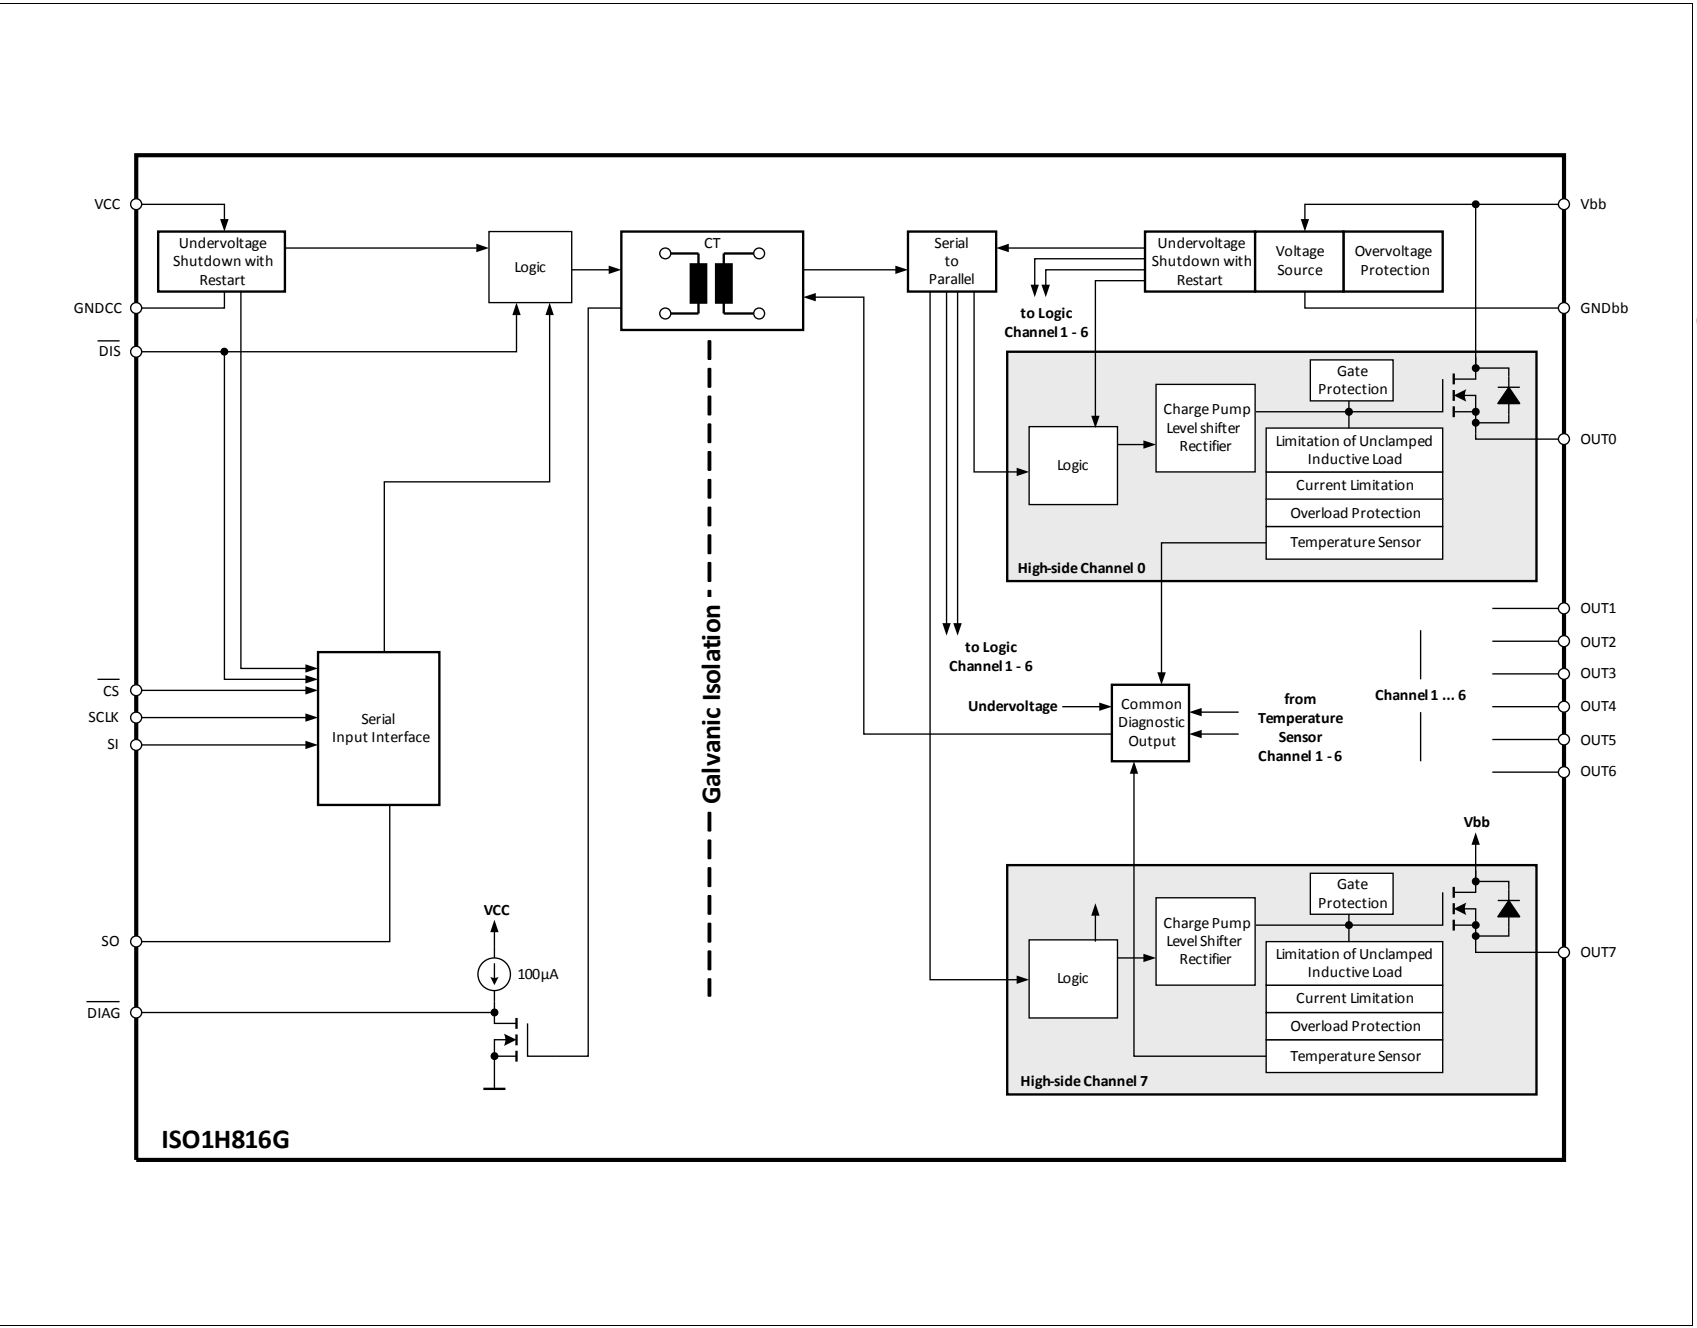 VCC
GNDCC
DIS
CS
SCLK
SI
SO
DIAG
Undervoltage
Shutdown with
Restart
Logic
Serial
Input Interface
VCC
100µA
ISO1H816G
CT
Galvanic Isolation
Serial
to
Parallel
to Logic
Channel 1 - 6
Undervoltage
Shutdown with
Restart
Voltage
Source
Overvoltage
Protection
Vbb
GNDbb
Logic
Charge Pump
Level shifter
Rectifier
Gate
Protection
Limitation of Unclamped
Inductive Load
Current Limitation
Overload Protection
Temperature Sensor
High-side Channel 0
OUT0
to Logic
Channel 1 - 6
Undervoltage
Common
Diagnostic
Output
from
Temperature
Sensor
Channel 1 - 6
Channel 1 ... 6
OUT1
OUT2
OUT3
OUT4
OUT5
OUT6
Vbb
Logic
Charge Pump
Level Shifter
Rectifier
Gate
Protection
Limitation of Unclamped
Inductive Load
Current Limitation
Overload Protection
Temperature Sensor
High-side Channel 7
OUT7